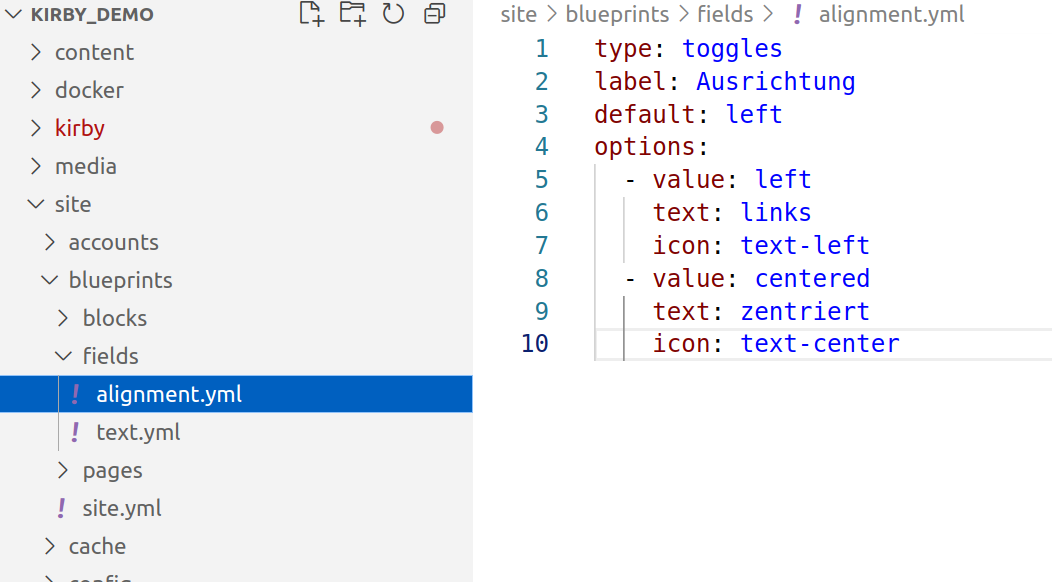 KIRBY_DEMO
content
docker
kirby
media
site
accounts
blueprints
blocks
fields
! alignment.yml
! text.yml
pages
! site.yml
cache
config
site > blueprints > fields > ! alignment.yml
1 type: toggles
2 label: Ausrichtung
3 default: left
4 options:
5 - value: left
6 text: links
7 icon: text-left
8 - value: centered
9 text: zentriert
10 icon: text-center